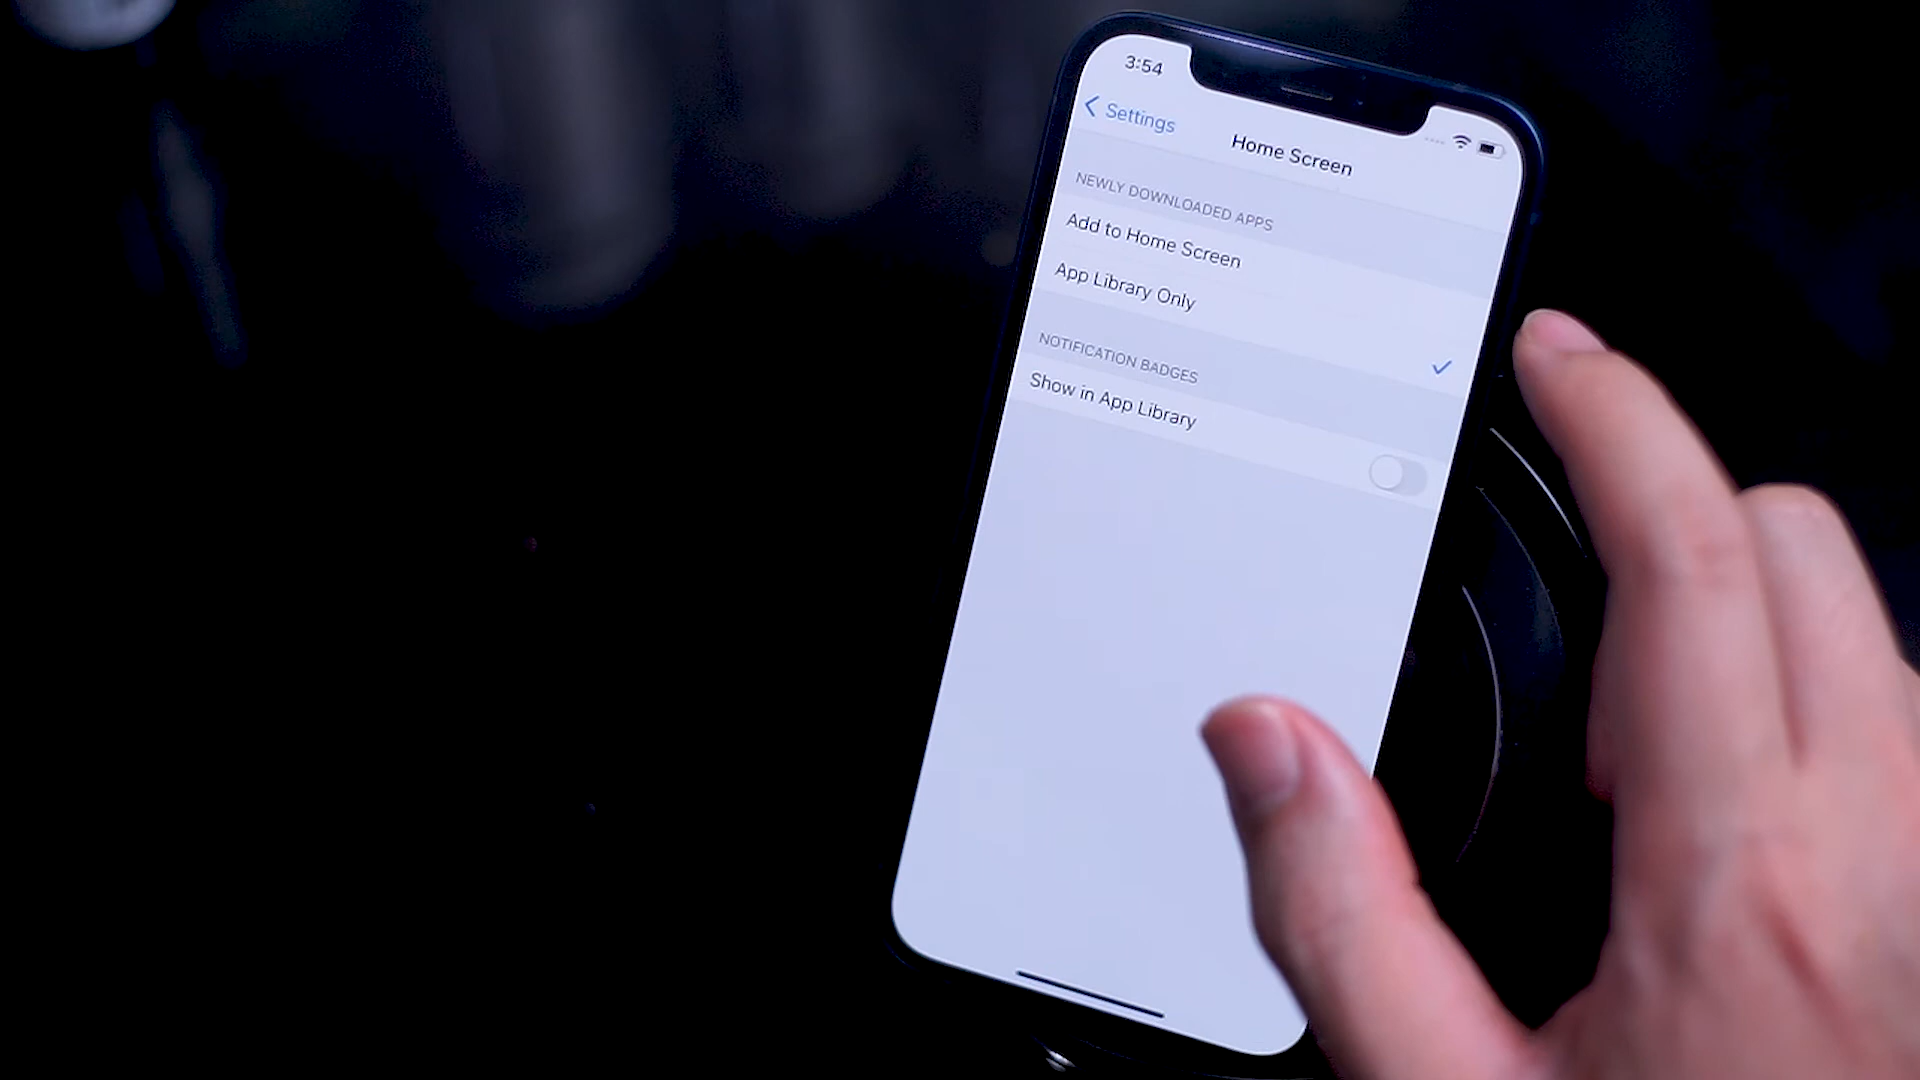 3:54
Settings
Home Screen
NEWLY DOWNLOADED APPS
Add to Home Screen
App Library Only
NOTIFICATION BADGES
Show in App Library